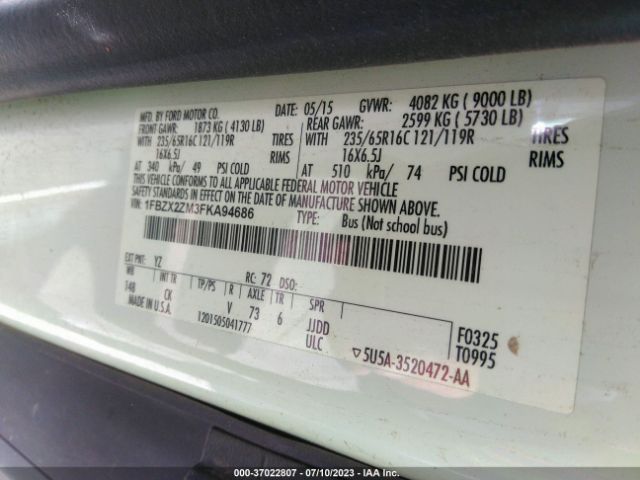 MFD. BY FORD MOTOR CO.
DATE: 05/15 GVWR: 4082 KG ( 9000 LB)
FRONT GAWR: 1873 KG ( 4130 LB) REAR GAWR: 2599 KG ( 5730 LB)
WITH 235/65R16C 121/119R TIRES WITH 235/65R16C 121/119R TIRES
16X6.5J RIMS 16X6.5J RIMS
AT 340 kPa/ 49 PSI COLD AT 510 kPa/ 74 PSI COLD
THIS VEHICLE CONFORMS TO ALL APPLICABLE FEDERAL MOTOR VEHICLE
SAFETY STANDARDS IN EFFECT ON THE DATE OF MANUFACTURE SHOWN ABOVE.
VIN: 1FBZX2ZM3FKA94686 TYPE: Bus (Not school bus)
EXT PNT: YZ RC: 72 DSO:
WB INT TR TP/PS R AXLE TR SPR
148 CK V 73 6 JJDD F0325
MADE IN U.S.A. 1201505041777 ULC ▽5U5A-3520472-AA T0995
000-37022807 / 07/10/2023 - IAA Inc.